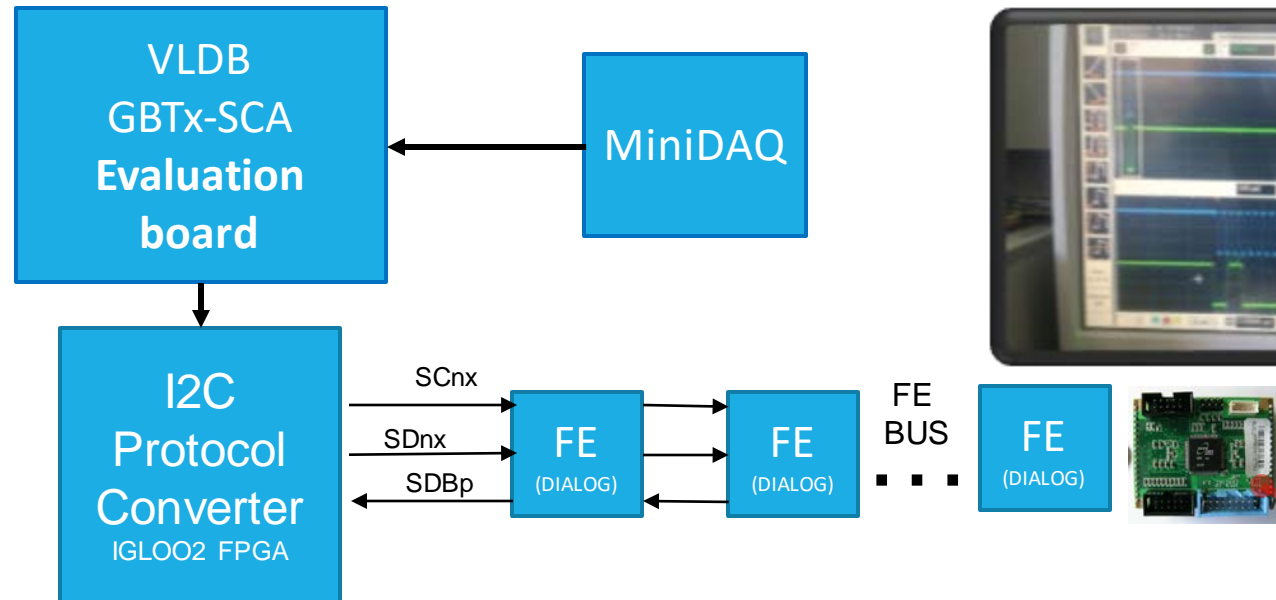 VLDB
GBTx-SCA
Evaluation
board
MiniDAQ
I2C
Protocol
Converter
IGLOO2 FPGA
SCnx
SDnx
SDBp
FE
(DIALOG)
FE
(DIALOG)
FE
BUS
FE
(DIALOG)